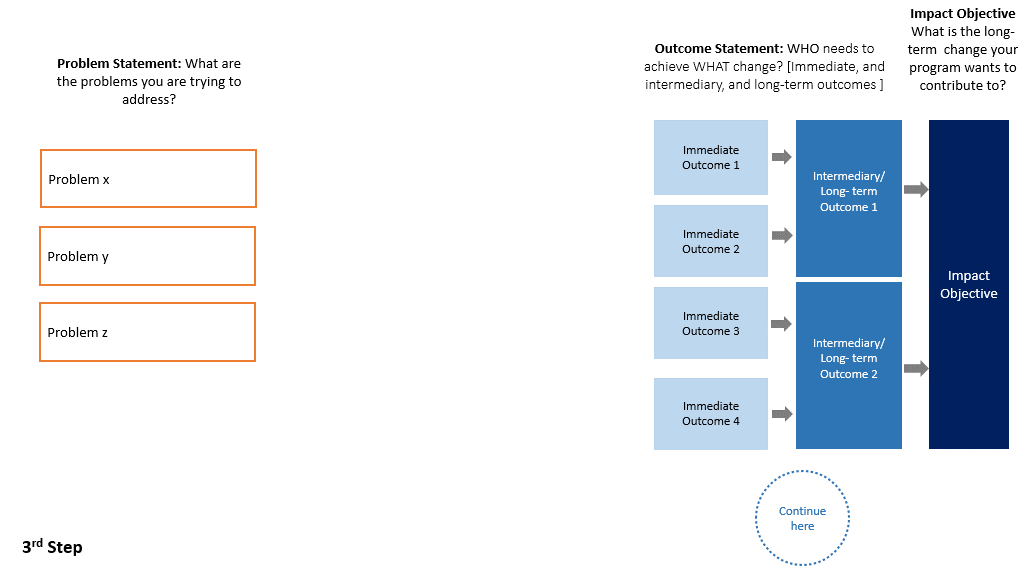 Problem Statement: What are
the problems you are trying to
address?
Problem x
Problem y
Problem z
Outcome Statement: WHO needs to
achieve WHAT change? [Immediate, and
intermediary, and long-term outcomes ]
Impact Objective
What is the long-
term change your
program wants to
contribute to?
Immediate
Outcome 1
Immediate
Outcome 2
Immediate
Outcome 3
Immediate
Outcome 4
Intermediary/
Long- term
Outcome 1
Intermediary/
Long- term
Outcome 2
Impact
Objective
Continue
here
3rd Step